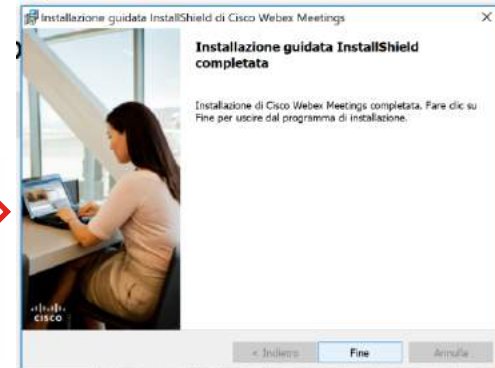 Installazione guidata InstallShield di Cisco Webex Meetings
Installazione guidata InstallShield
completata
Installazione di Cisco Webex Meetings completata. Fare clic su
Fine per uscire dal programma di installazione.
CISCO
< Indietro Fine Annulla